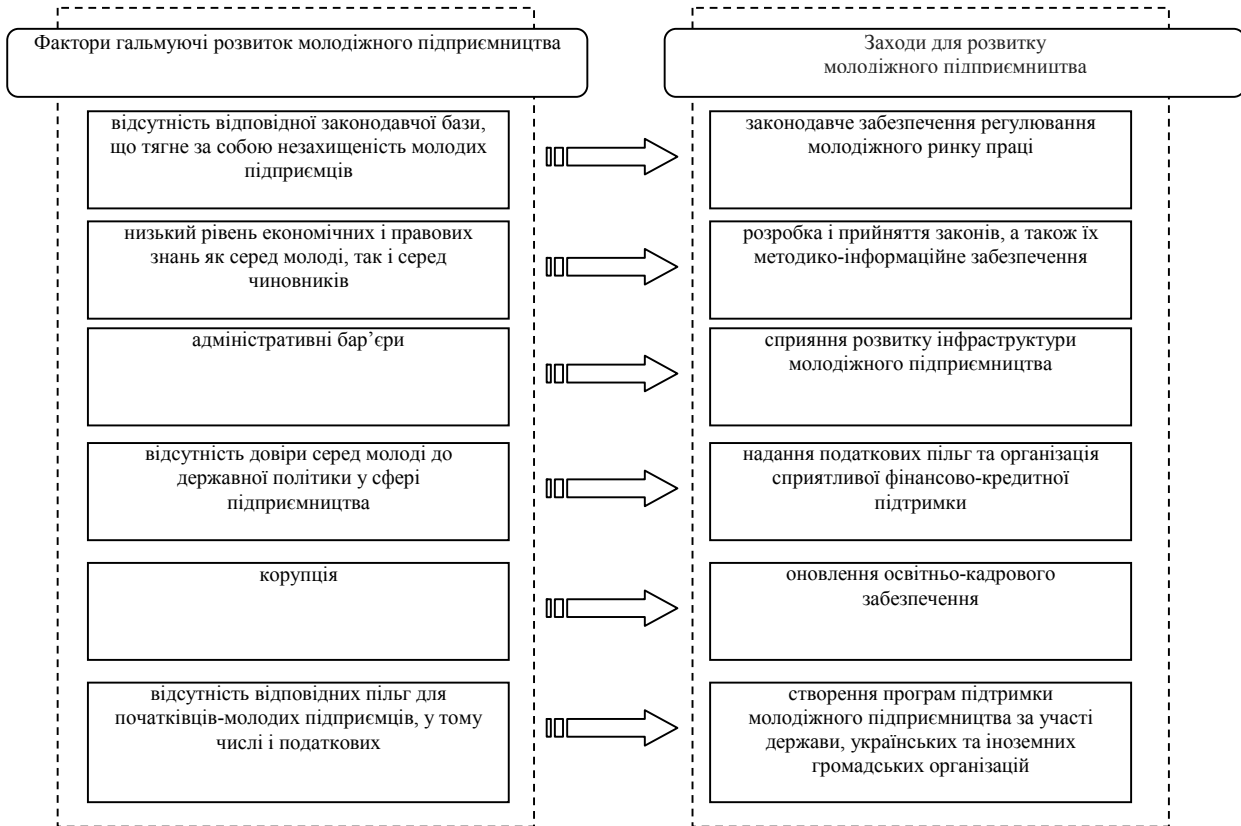 Фактори гальмуючі розвиток молодіжного підприємництва
Заходи для розвитку
молодіжного підприємництва
відсутність відповідної законодавчої бази,
що тягне за собою незахищеність молодих
підприємців
законодавче забезпечення регулювання
молодіжного ринку праці
низький рівень економічних і правових
знань як серед молоді, так і серед
чиновників
розробка і прийняття законів, а також їх
методико-інформаційне забезпечення
адміністративні бар’єри
сприяння розвитку інфраструктури
молодіжного підприємництва
відсутність довіри серед молоді до
державної політики у сфері
підприємництва
надання податкових пільг та організація
сприятливої фінансово-кредитної
підтримки
корупція
оновлення освітньо-кадрового
забезпечення
відсутність відповідних пільг для
початківців-молодих підприємців, у тому
числі і податкових
створення програм підтримки
молодіжного підприємництва за участі
держави, українських та іноземних
громадських організацій